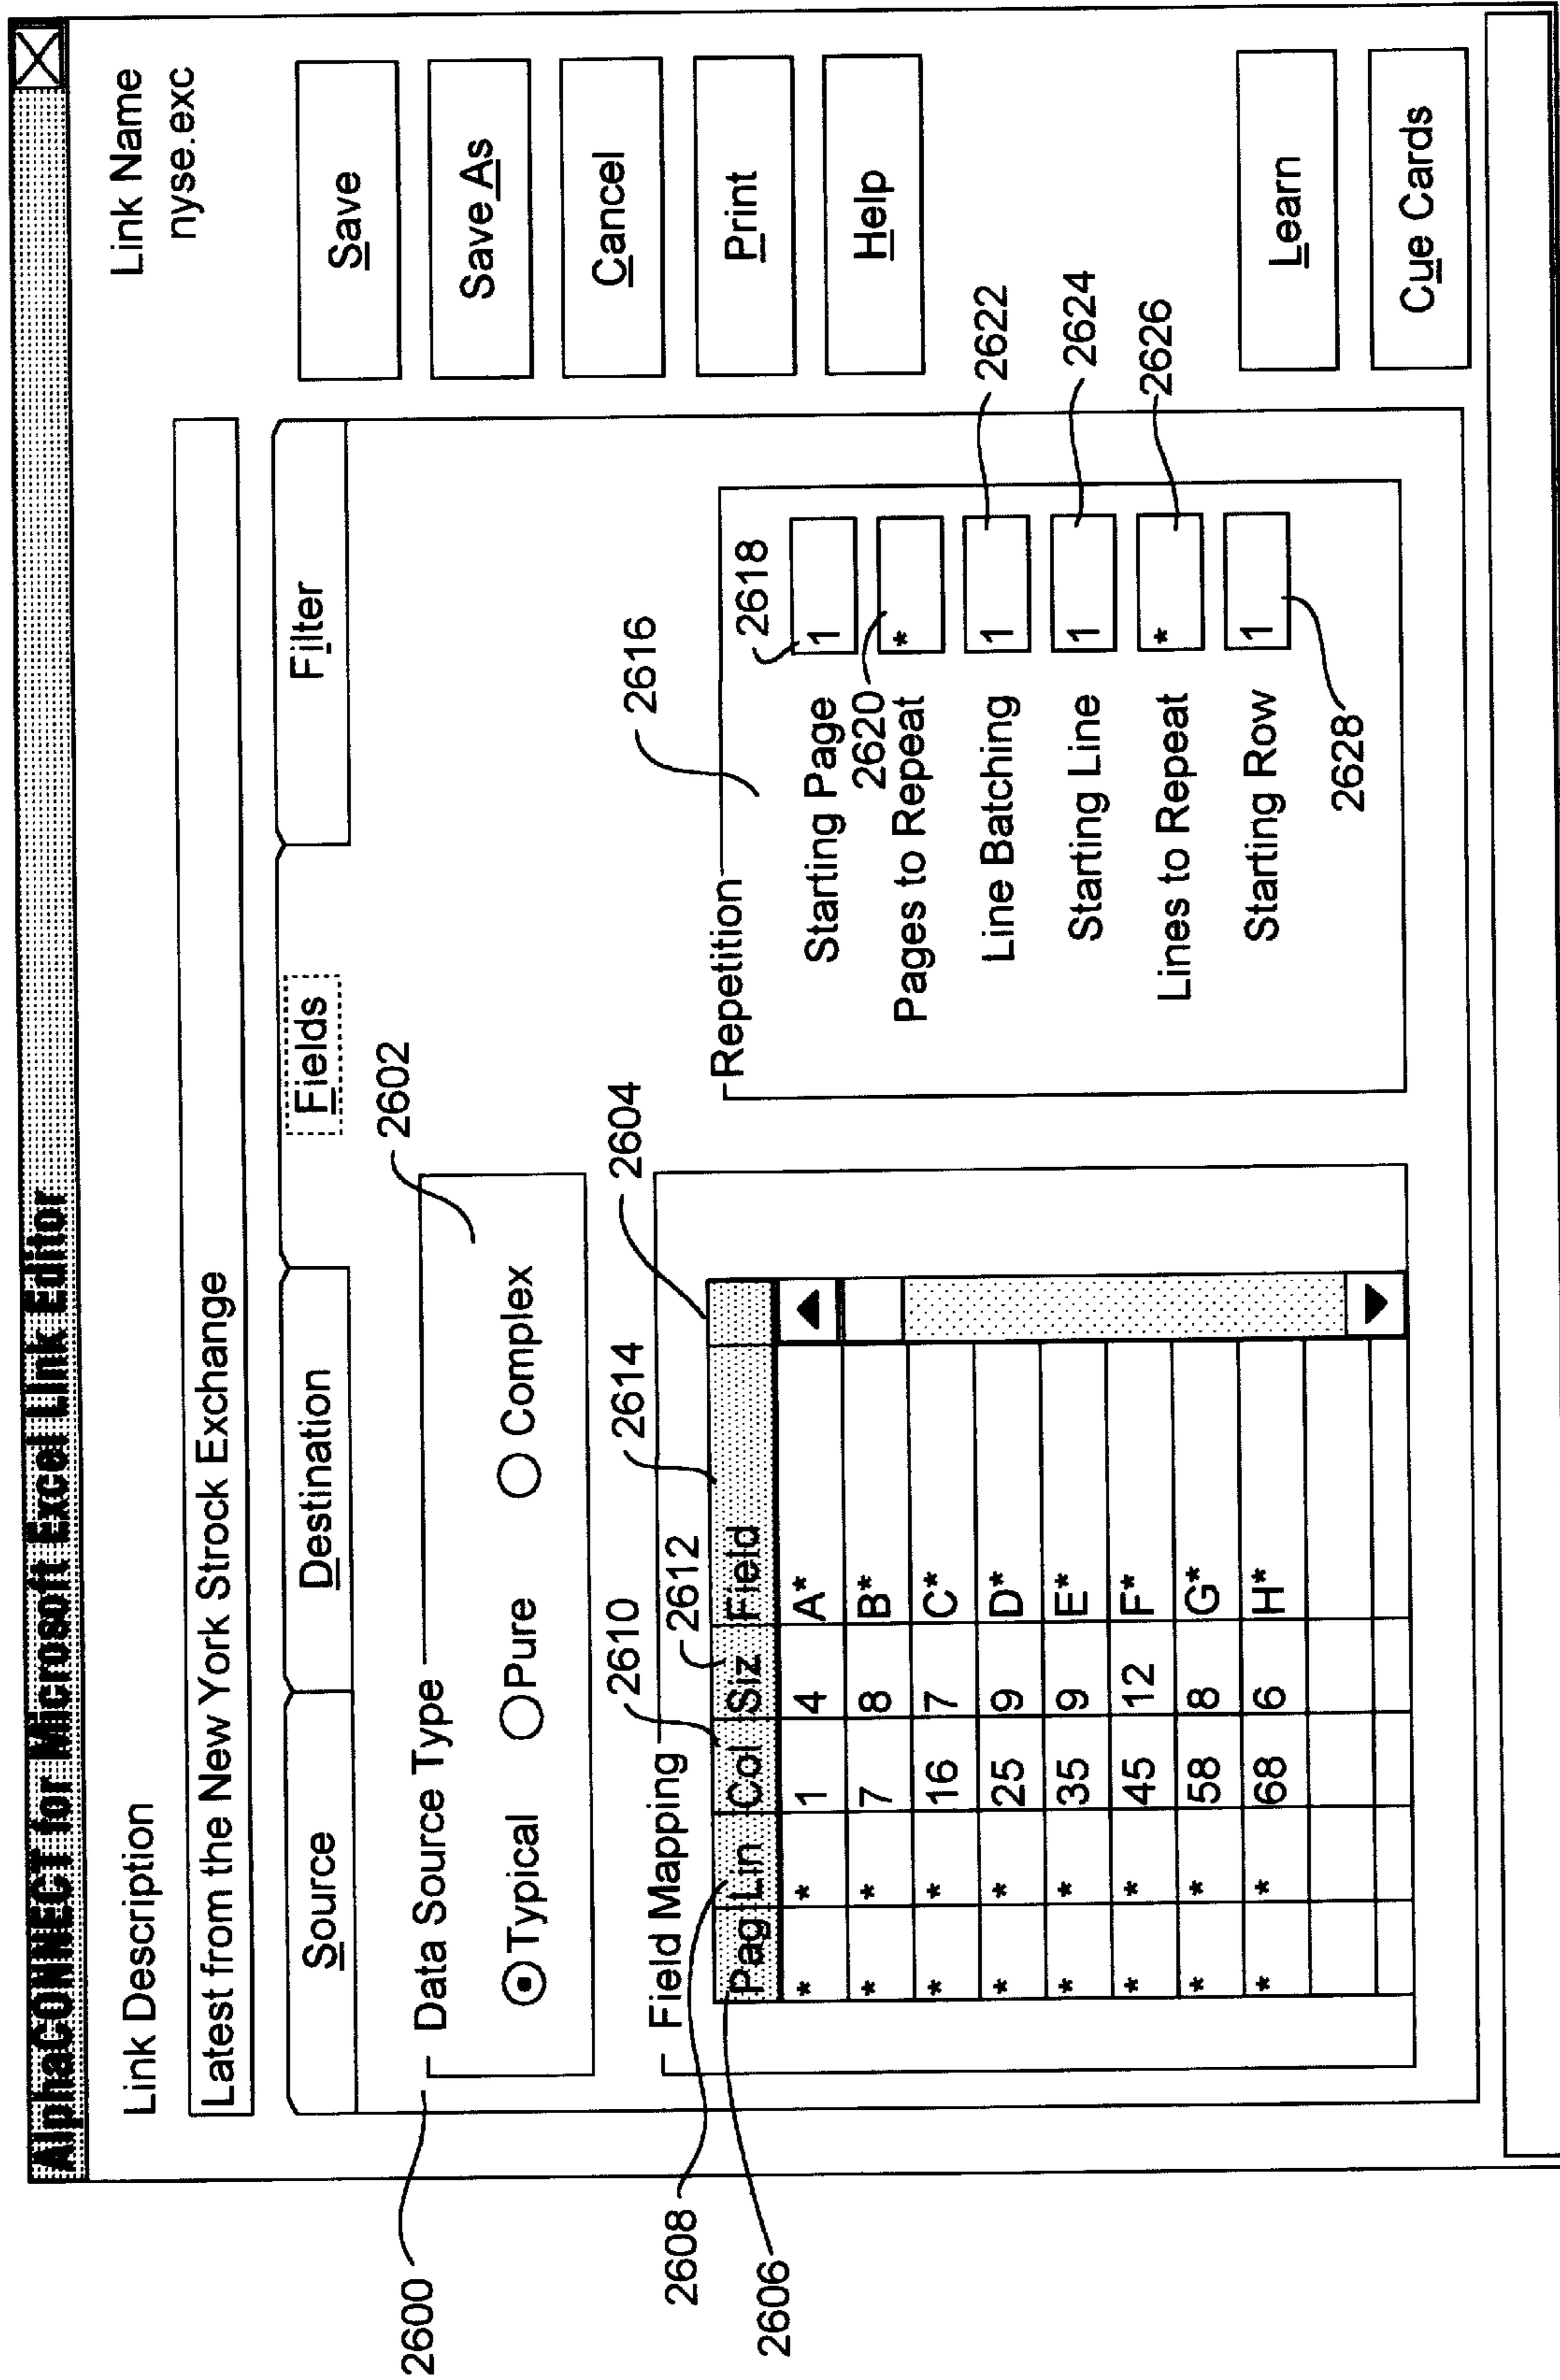 AlphaCONNECT for Microsoft Excel Link Editor
Link Description
Link Name
Latest from the New York Strock Exchange
nyse.exc
Source
Destination
Fields
Filter
Save
Save As
Cancel
Print
Help
Learn
Cue Cards
2600
Data Source Type
2602
Typical
Pure
Complex
Field Mapping
2610
2612
2614
2604
2608
2606
Pag Lin Col Siz Field
* * 1 4 A*
* * 7 8 B*
* * 16 7 C*
* * 25 9 D*
* * 35 9 E*
* * 45 12 F*
* * 58 8 G*
* * 68 6 H*
Repetition
2616
2618
Starting Page 1
2620
Pages to Repeat *
Line Batching 1
2622
Starting Line 1
2624
Lines to Repeat *
2626
Starting Row 1
2628